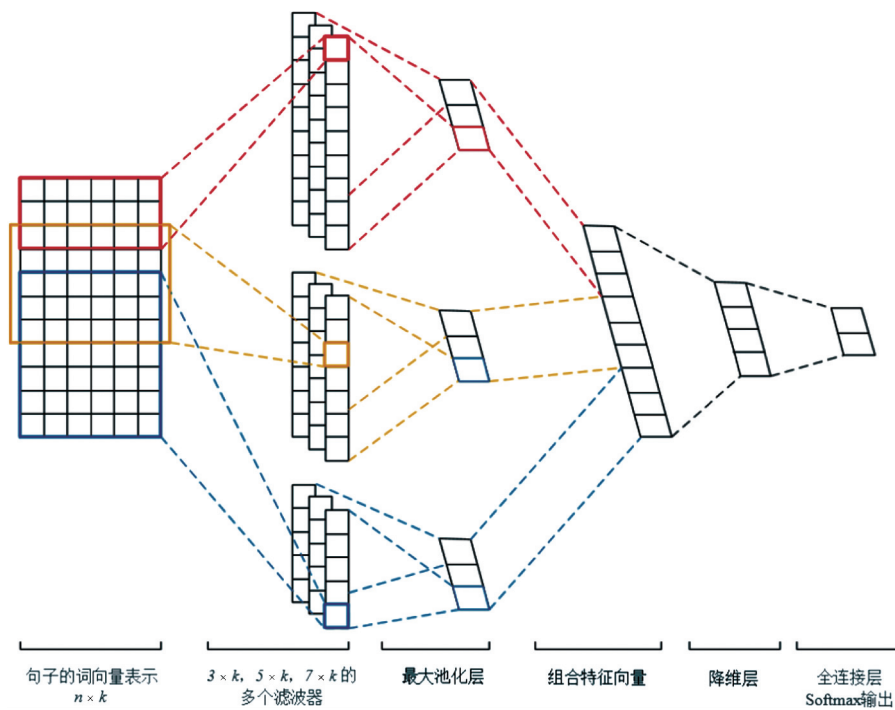 句子的词向量表示
n × k
3 × k, 5 × k, 7 × k 的
多个滤波器
最大池化层
组合特征向量
降维层
全连接层
Softmax输出